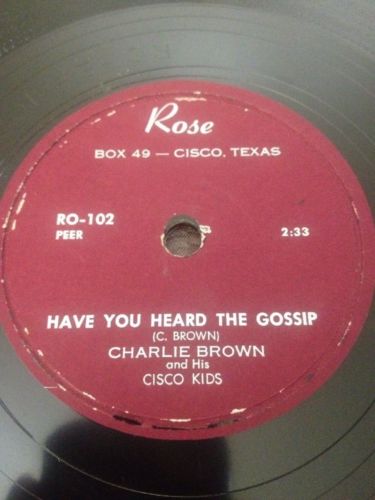 Rose
BOX 49 — CISCO, TEXAS
RO-102
PEER
2:33
HAVE YOU HEARD THE GOSSIP
(C. BROWN)
CHARLIE BROWN
and His
CISCO KIDS